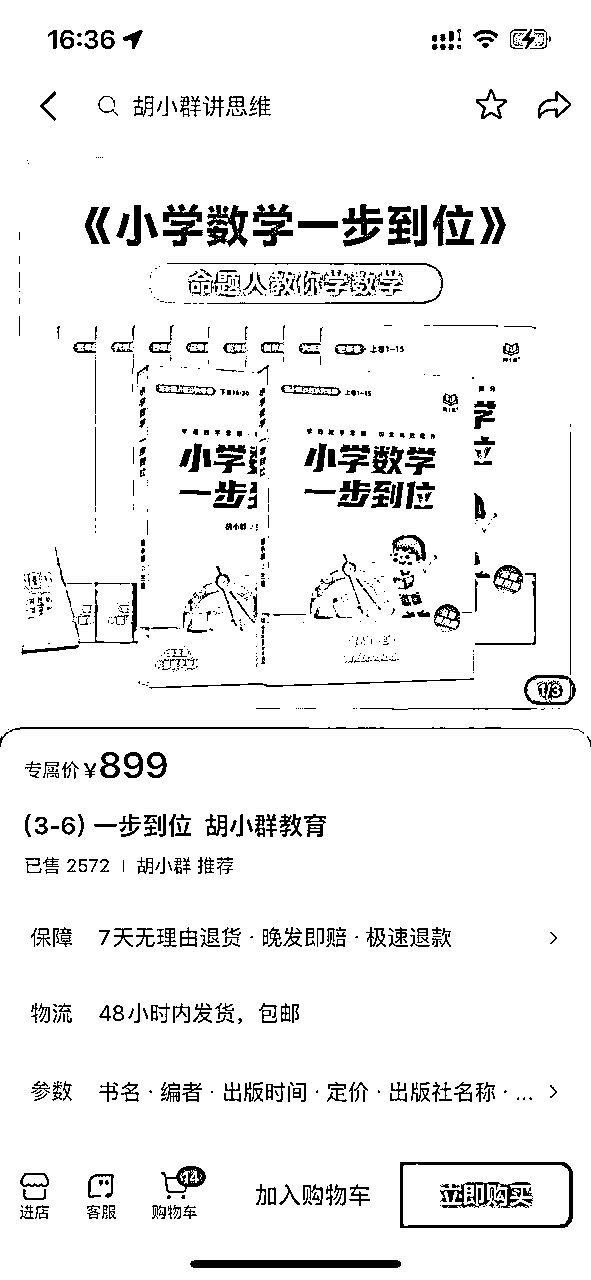 16:36
胡小群讲思维
《小学数学一步到位》
命题人教你学数学
上卷1-15
下卷16-30
上卷1-15
小学数学
一步到位
小学数学
一步到位
1/3
专属价¥899
(3-6) 一步到位 胡小群教育
已售 2572 | 胡小群 推荐
保障 7天无理由退货 · 晚发即赔 · 极速退款
物流 48小时内发货，包邮
参数 书名 · 编者 · 出版时间 · 定价 · 出版社名称 · ...
14
进店 客服 购物车 加入购物车 立即购买